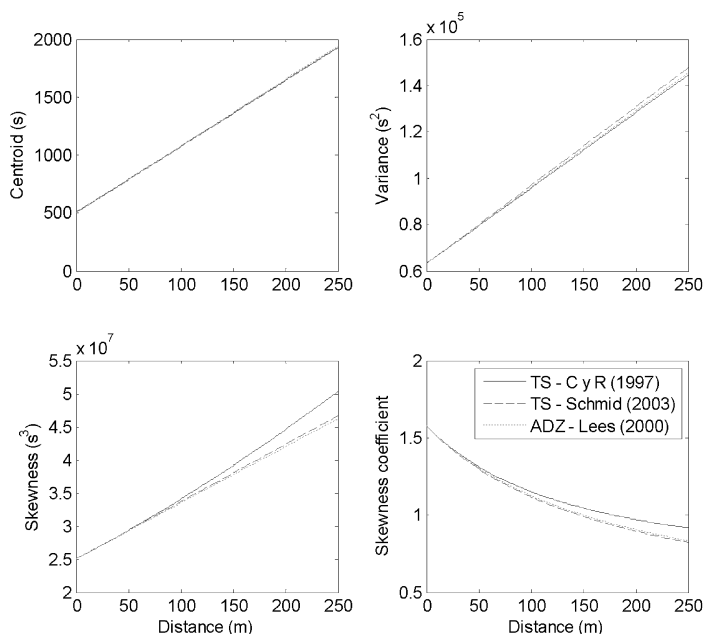 2000
1500
1000
500
0
Centroid (s)
0 50 100 150 200 250
x 10^5
1.6
1.4
1.2
1
0.8
0.6
Variance (s^2)
0 50 100 150 200 250
x 10^7
5.5
5
4.5
4
3.5
3
2.5
2
Skewness (s^3)
0 50 100 150 200 250
Distance (m)
2
1.5
1
0.5
Skewness coefficient
TS - C y R (1997)
TS - Schmid (2003)
ADZ - Lees (2000)
0 50 100 150 200 250
Distance (m)